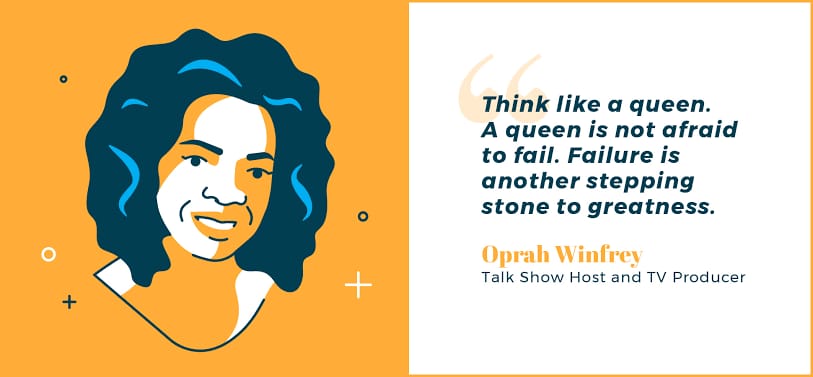 Think like a queen.
A queen is not afraid
to fail. Failure is
another stepping
stone to greatness.
Oprah Winfrey
Talk Show Host and TV Producer